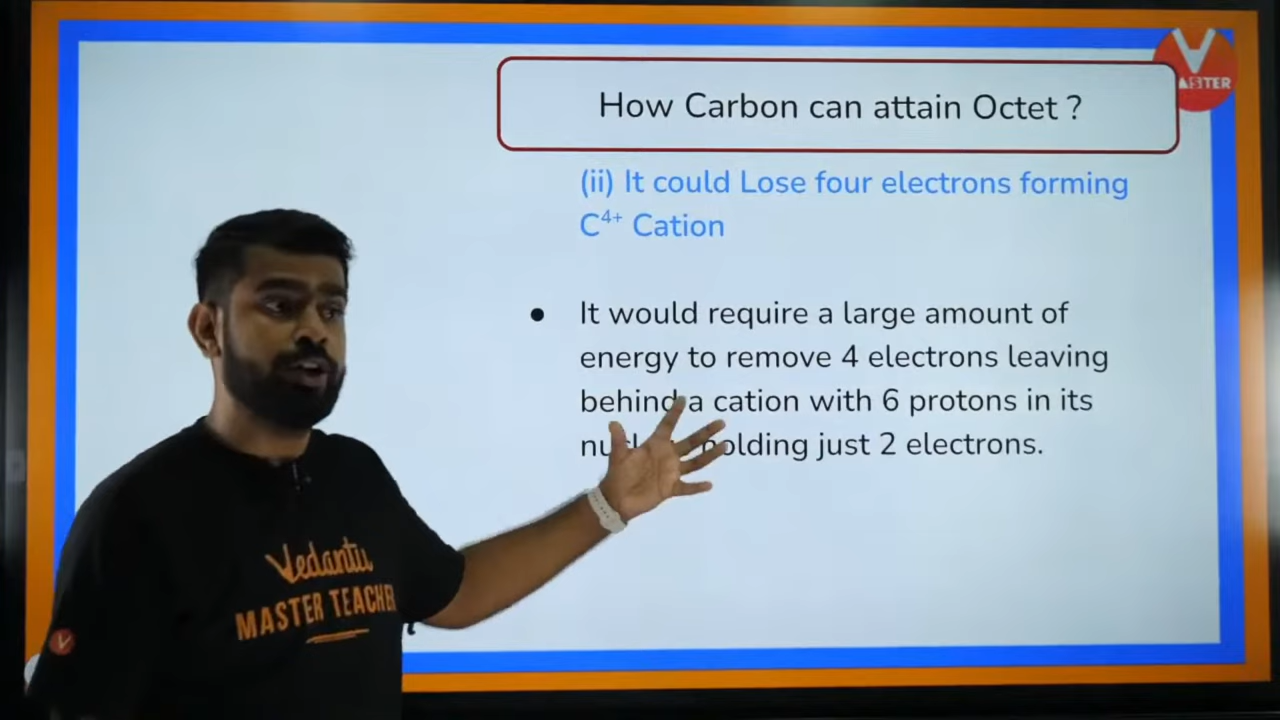 How Carbon can attain Octet ?
(ii) It could Lose four electrons forming
C⁴⁺ Cation
● It would require a large amount of
energy to remove 4 electrons leaving
behind a cation with 6 protons in its
holding just 2 electrons.
Vedantu
MASTER TEACHER
V
MASTER
V